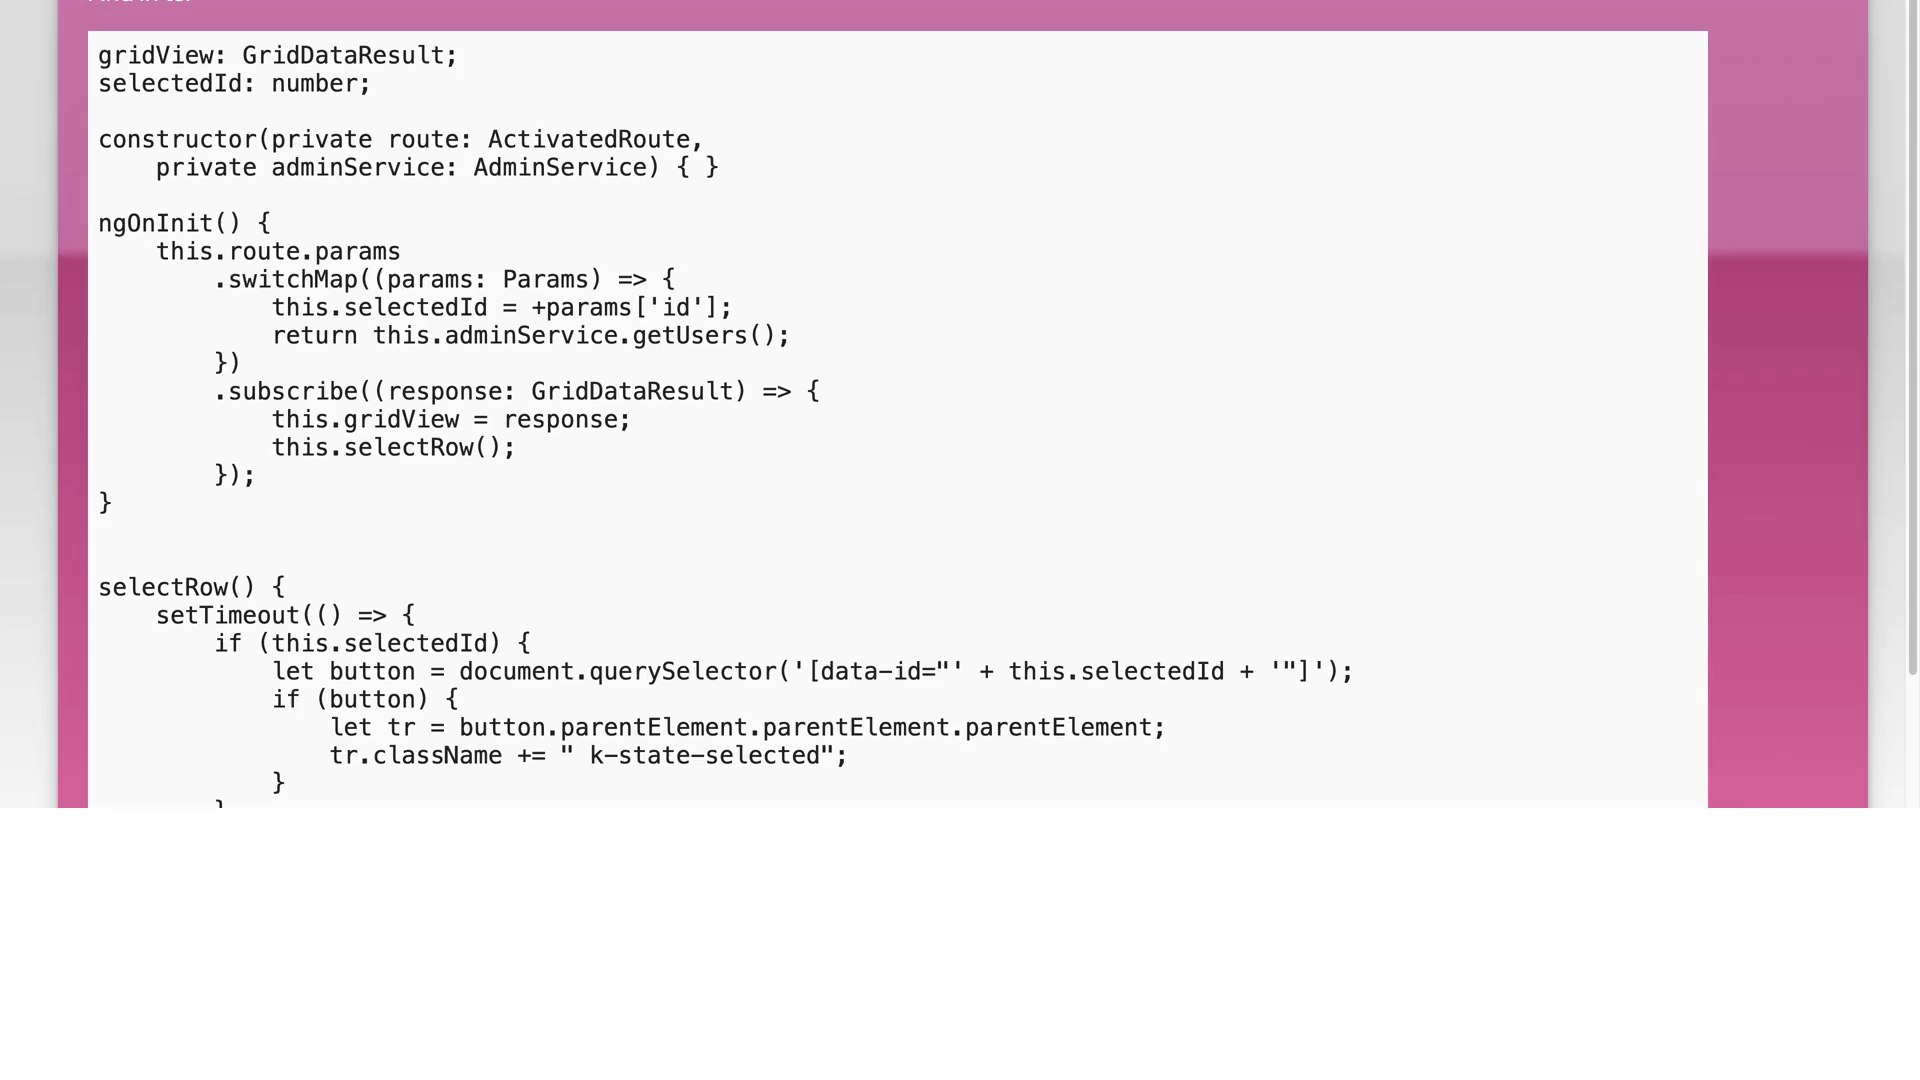 gridView: GridDataResult;
selectedId: number;

constructor(private route: ActivatedRoute,
    private adminService: AdminService) { }

ngOnInit() {
    this.route.params
        .switchMap((params: Params) => {
            this.selectedId = +params['id'];
            return this.adminService.getUsers();
        })
        .subscribe((response: GridDataResult) => {
            this.gridView = response;
            this.selectRow();
        });
}


selectRow() {
    setTimeout(() => {
        if (this.selectedId) {
            let button = document.querySelector('[data-id="' + this.selectedId + '"]');
            if (button) {
                let tr = button.parentElement.parentElement.parentElement;
                tr.className += " k-state-selected";
            }